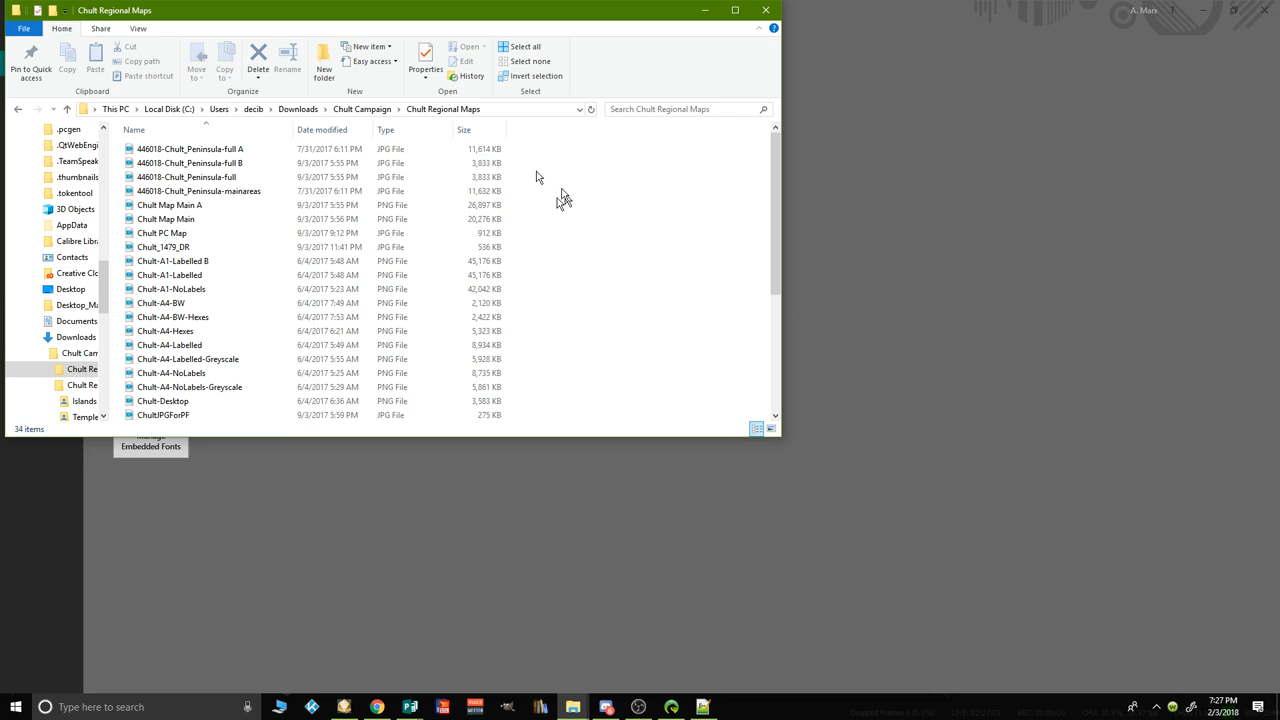 Chult Regional Maps
A. Marx
File Home Share View
Pin to Quick access
Copy
Paste
Cut
Copy path
Paste shortcut
Clipboard
Move to
Copy to
Delete
Rename
Organize
New folder
New item
Easy access
New
Properties
Open
Edit
History
Open
Select all
Select none
Invert selection
Select
This PC Local Disk (C:) Users decib Downloads Chult Campaign Chult Regional Maps
Search Chult Regional Maps
Name Date modified Type Size
.pcgen
.QtWebEngi
.TeamSpeak
.thumbnails
.tokentool
3D Objects
AppData
Calibre Libra
Contacts
Creative Clo
Desktop
Desktop_Ma
Documents
Downloads
Chult Cam
Chult Re
Chult Re
Islands
Temple
446018-Chult_Peninsula-full A 7/31/2017 6:11 PM JPG File 11,614 KB
446018-Chult_Peninsula-full B 9/3/2017 5:55 PM JPG File 3,833 KB
446018-Chult_Peninsula-full 9/3/2017 5:55 PM JPG File 3,833 KB
446018-Chult_Peninsula-mainareas 7/31/2017 6:11 PM JPG File 11,632 KB
Chult Map Main A 9/3/2017 5:55 PM PNG File 26,897 KB
Chult Map Main 9/3/2017 5:56 PM PNG File 20,276 KB
Chult PC Map 9/3/2017 9:12 PM JPG File 912 KB
Chult_1479_DR 9/3/2017 11:41 PM JPG File 536 KB
Chult-A1-Labelled B 6/4/2017 5:48 AM PNG File 45,176 KB
Chult-A1-Labelled 6/4/2017 5:48 AM PNG File 45,176 KB
Chult-A1-NoLabels 6/4/2017 5:23 AM PNG File 42,042 KB
Chult-A4-BW 6/4/2017 7:49 AM PNG File 2,120 KB
Chult-A4-BW-Hexes 6/4/2017 7:53 AM PNG File 2,422 KB
Chult-A4-Hexes 6/4/2017 6:21 AM PNG File 5,323 KB
Chult-A4-Labelled 6/4/2017 5:49 AM PNG File 8,934 KB
Chult-A4-Labelled-Greyscale 6/4/2017 5:55 AM PNG File 5,928 KB
Chult-A4-NoLabels 6/4/2017 5:25 AM PNG File 8,735 KB
Chult-A4-NoLabels-Greyscale 6/4/2017 5:29 AM PNG File 5,861 KB
Chult-Desktop 6/4/2017 6:36 AM PNG File 3,583 KB
ChultJPGForPF 9/3/2017 5:59 PM JPG File 275 KB
34 items
Manage
Embedded Fonts
Type here to search
7:27 PM
2/3/2018